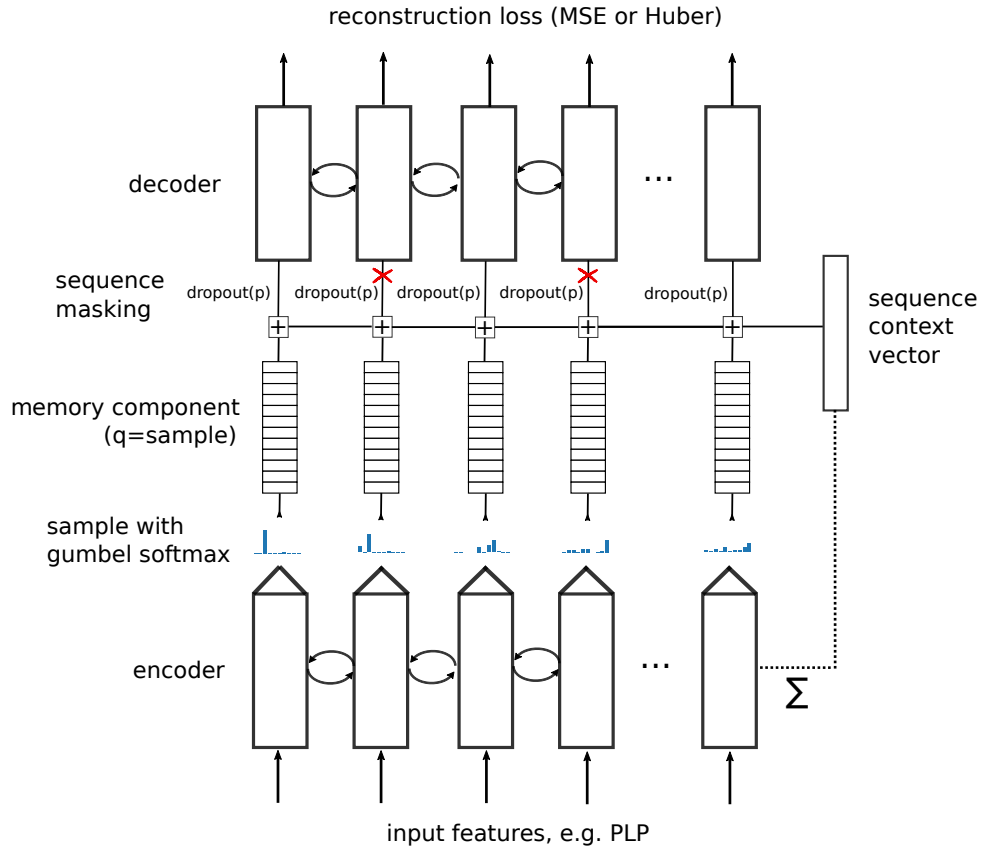 reconstruction loss (MSE or Huber)
decoder
...
sequence
masking
dropout(p) dropout(p) dropout(p) dropout(p) dropout(p)
+ + + + +
sequence
context
vector
memory component
(q=sample)
sample with
gumbel softmax
encoder
...
Σ
input features, e.g. PLP